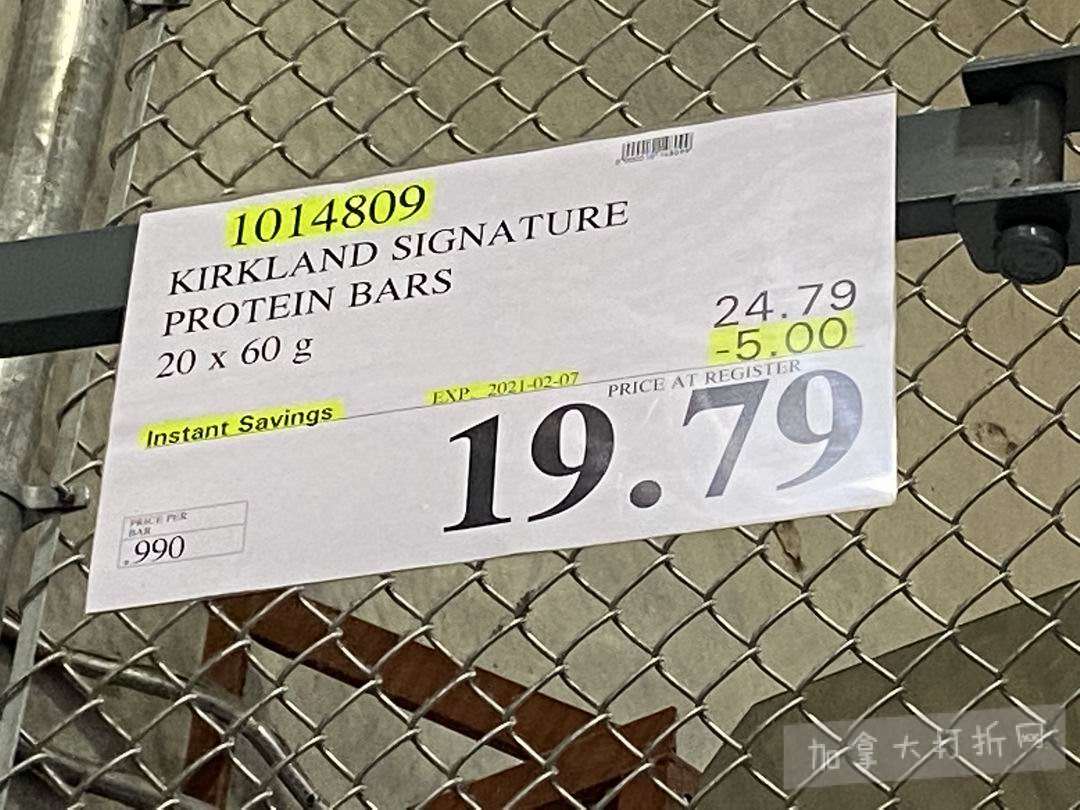 1014809
KIRKLAND SIGNATURE
PROTEIN BARS
20 x 60 g
24.79
-5.00
EXP. 2021-02-07
PRICE AT REGISTER
Instant Savings
19.79
PRICE PER
BAR
.990
加拿大打折网